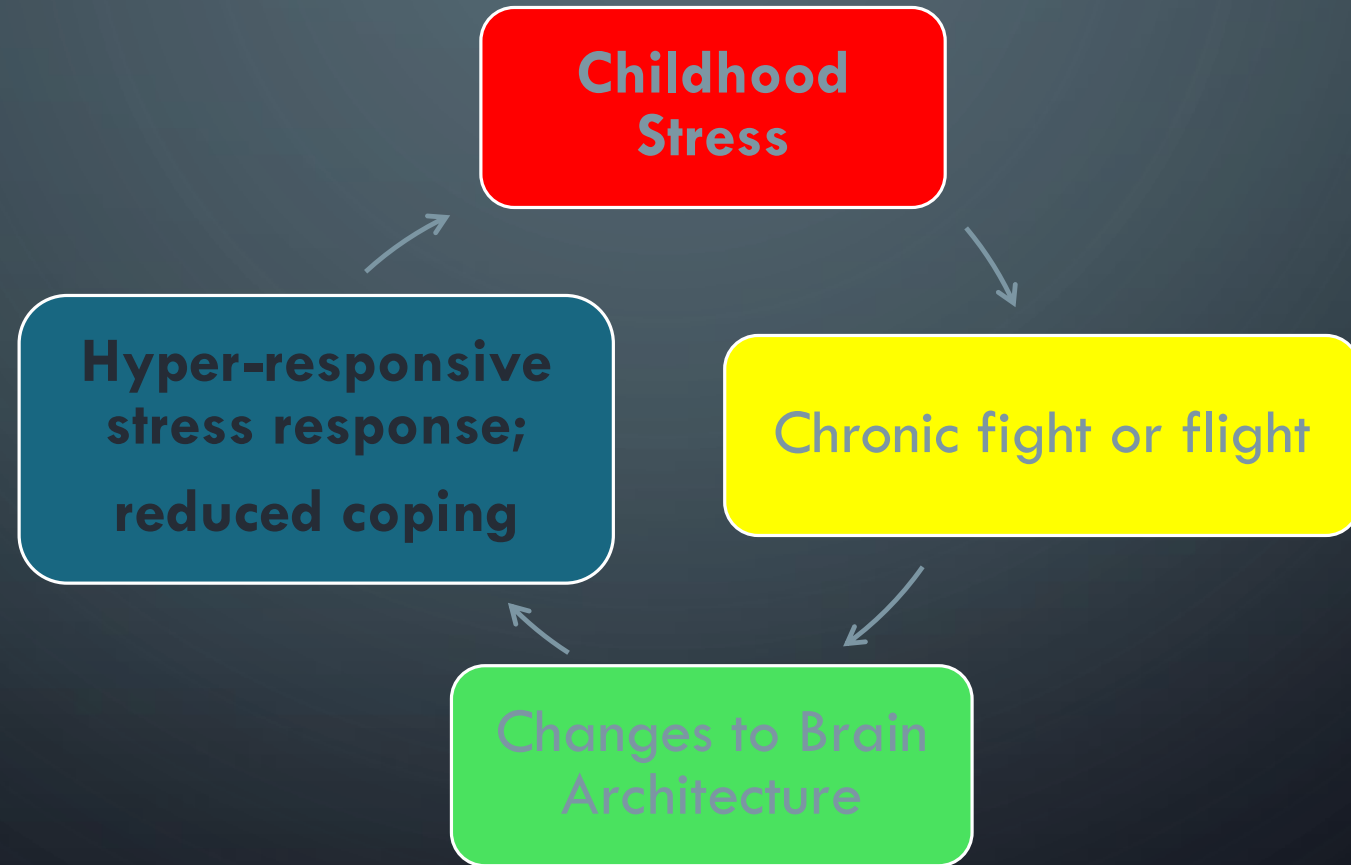 Childhood
Stress
Chronic fight or flight
Changes to Brain
Architecture
Hyper-responsive
stress response;
reduced coping